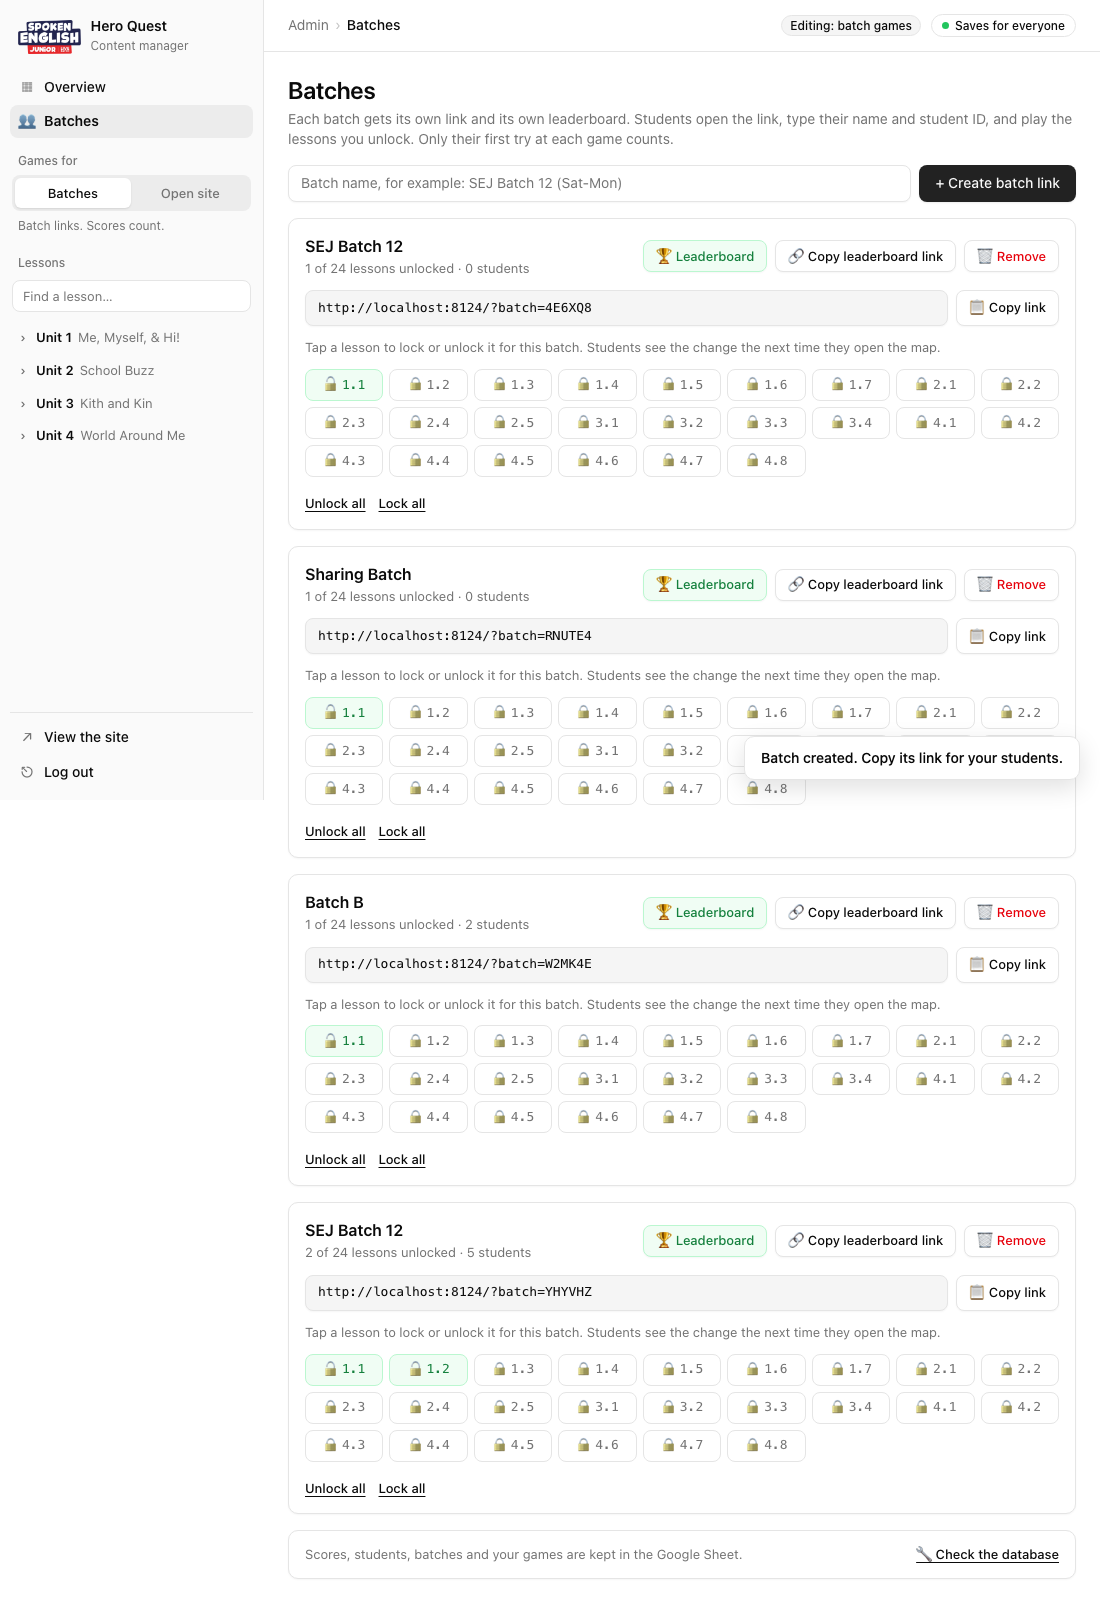 SPOKEN
ENGLISH
JUNIOR
Hero Quest
Content manager
Overview
Batches
Games for
Batches
Open site
Batch links. Scores count.
Lessons
Find a lesson...
› Unit 1 Me, Myself, & Hi!
› Unit 2 School Buzz
› Unit 3 Kith and Kin
› Unit 4 World Around Me
View the site
Log out
Admin › Batches
Editing: batch games
Saves for everyone
Batches
Each batch gets its own link and its own leaderboard. Students open the link, type their name and student ID, and play the
lessons you unlock. Only their first try at each game counts.
Batch name, for example: SEJ Batch 12 (Sat-Mon)
+ Create batch link
SEJ Batch 12
1 of 24 lessons unlocked · 0 students
Leaderboard
Copy leaderboard link
Remove
http://localhost:8124/?batch=4E6XQ8
Copy link
Tap a lesson to lock or unlock it for this batch. Students see the change the next time they open the map.
1.1 1.2 1.3 1.4 1.5 1.6 1.7 2.1 2.2
2.3 2.4 2.5 3.1 3.2 3.3 3.4 4.1 4.2
4.3 4.4 4.5 4.6 4.7 4.8
Unlock all Lock all
Sharing Batch
1 of 24 lessons unlocked · 0 students
Leaderboard
Copy leaderboard link
Remove
http://localhost:8124/?batch=RNUTE4
Copy link
Tap a lesson to lock or unlock it for this batch. Students see the change the next time they open the map.
1.1 1.2 1.3 1.4 1.5 1.6 1.7 2.1 2.2
2.3 2.4 2.5 3.1 3.2
Batch created. Copy its link for your students.
4.3 4.4 4.5 4.6 4.7 4.8
Unlock all Lock all
Batch B
1 of 24 lessons unlocked · 2 students
Leaderboard
Copy leaderboard link
Remove
http://localhost:8124/?batch=W2MK4E
Copy link
Tap a lesson to lock or unlock it for this batch. Students see the change the next time they open the map.
1.1 1.2 1.3 1.4 1.5 1.6 1.7 2.1 2.2
2.3 2.4 2.5 3.1 3.2 3.3 3.4 4.1 4.2
4.3 4.4 4.5 4.6 4.7 4.8
Unlock all Lock all
SEJ Batch 12
2 of 24 lessons unlocked · 5 students
Leaderboard
Copy leaderboard link
Remove
http://localhost:8124/?batch=YHYVHZ
Copy link
Tap a lesson to lock or unlock it for this batch. Students see the change the next time they open the map.
1.1 1.2 1.3 1.4 1.5 1.6 1.7 2.1 2.2
2.3 2.4 2.5 3.1 3.2 3.3 3.4 4.1 4.2
4.3 4.4 4.5 4.6 4.7 4.8
Unlock all Lock all
Scores, students, batches and your games are kept in the Google Sheet.
Check the database